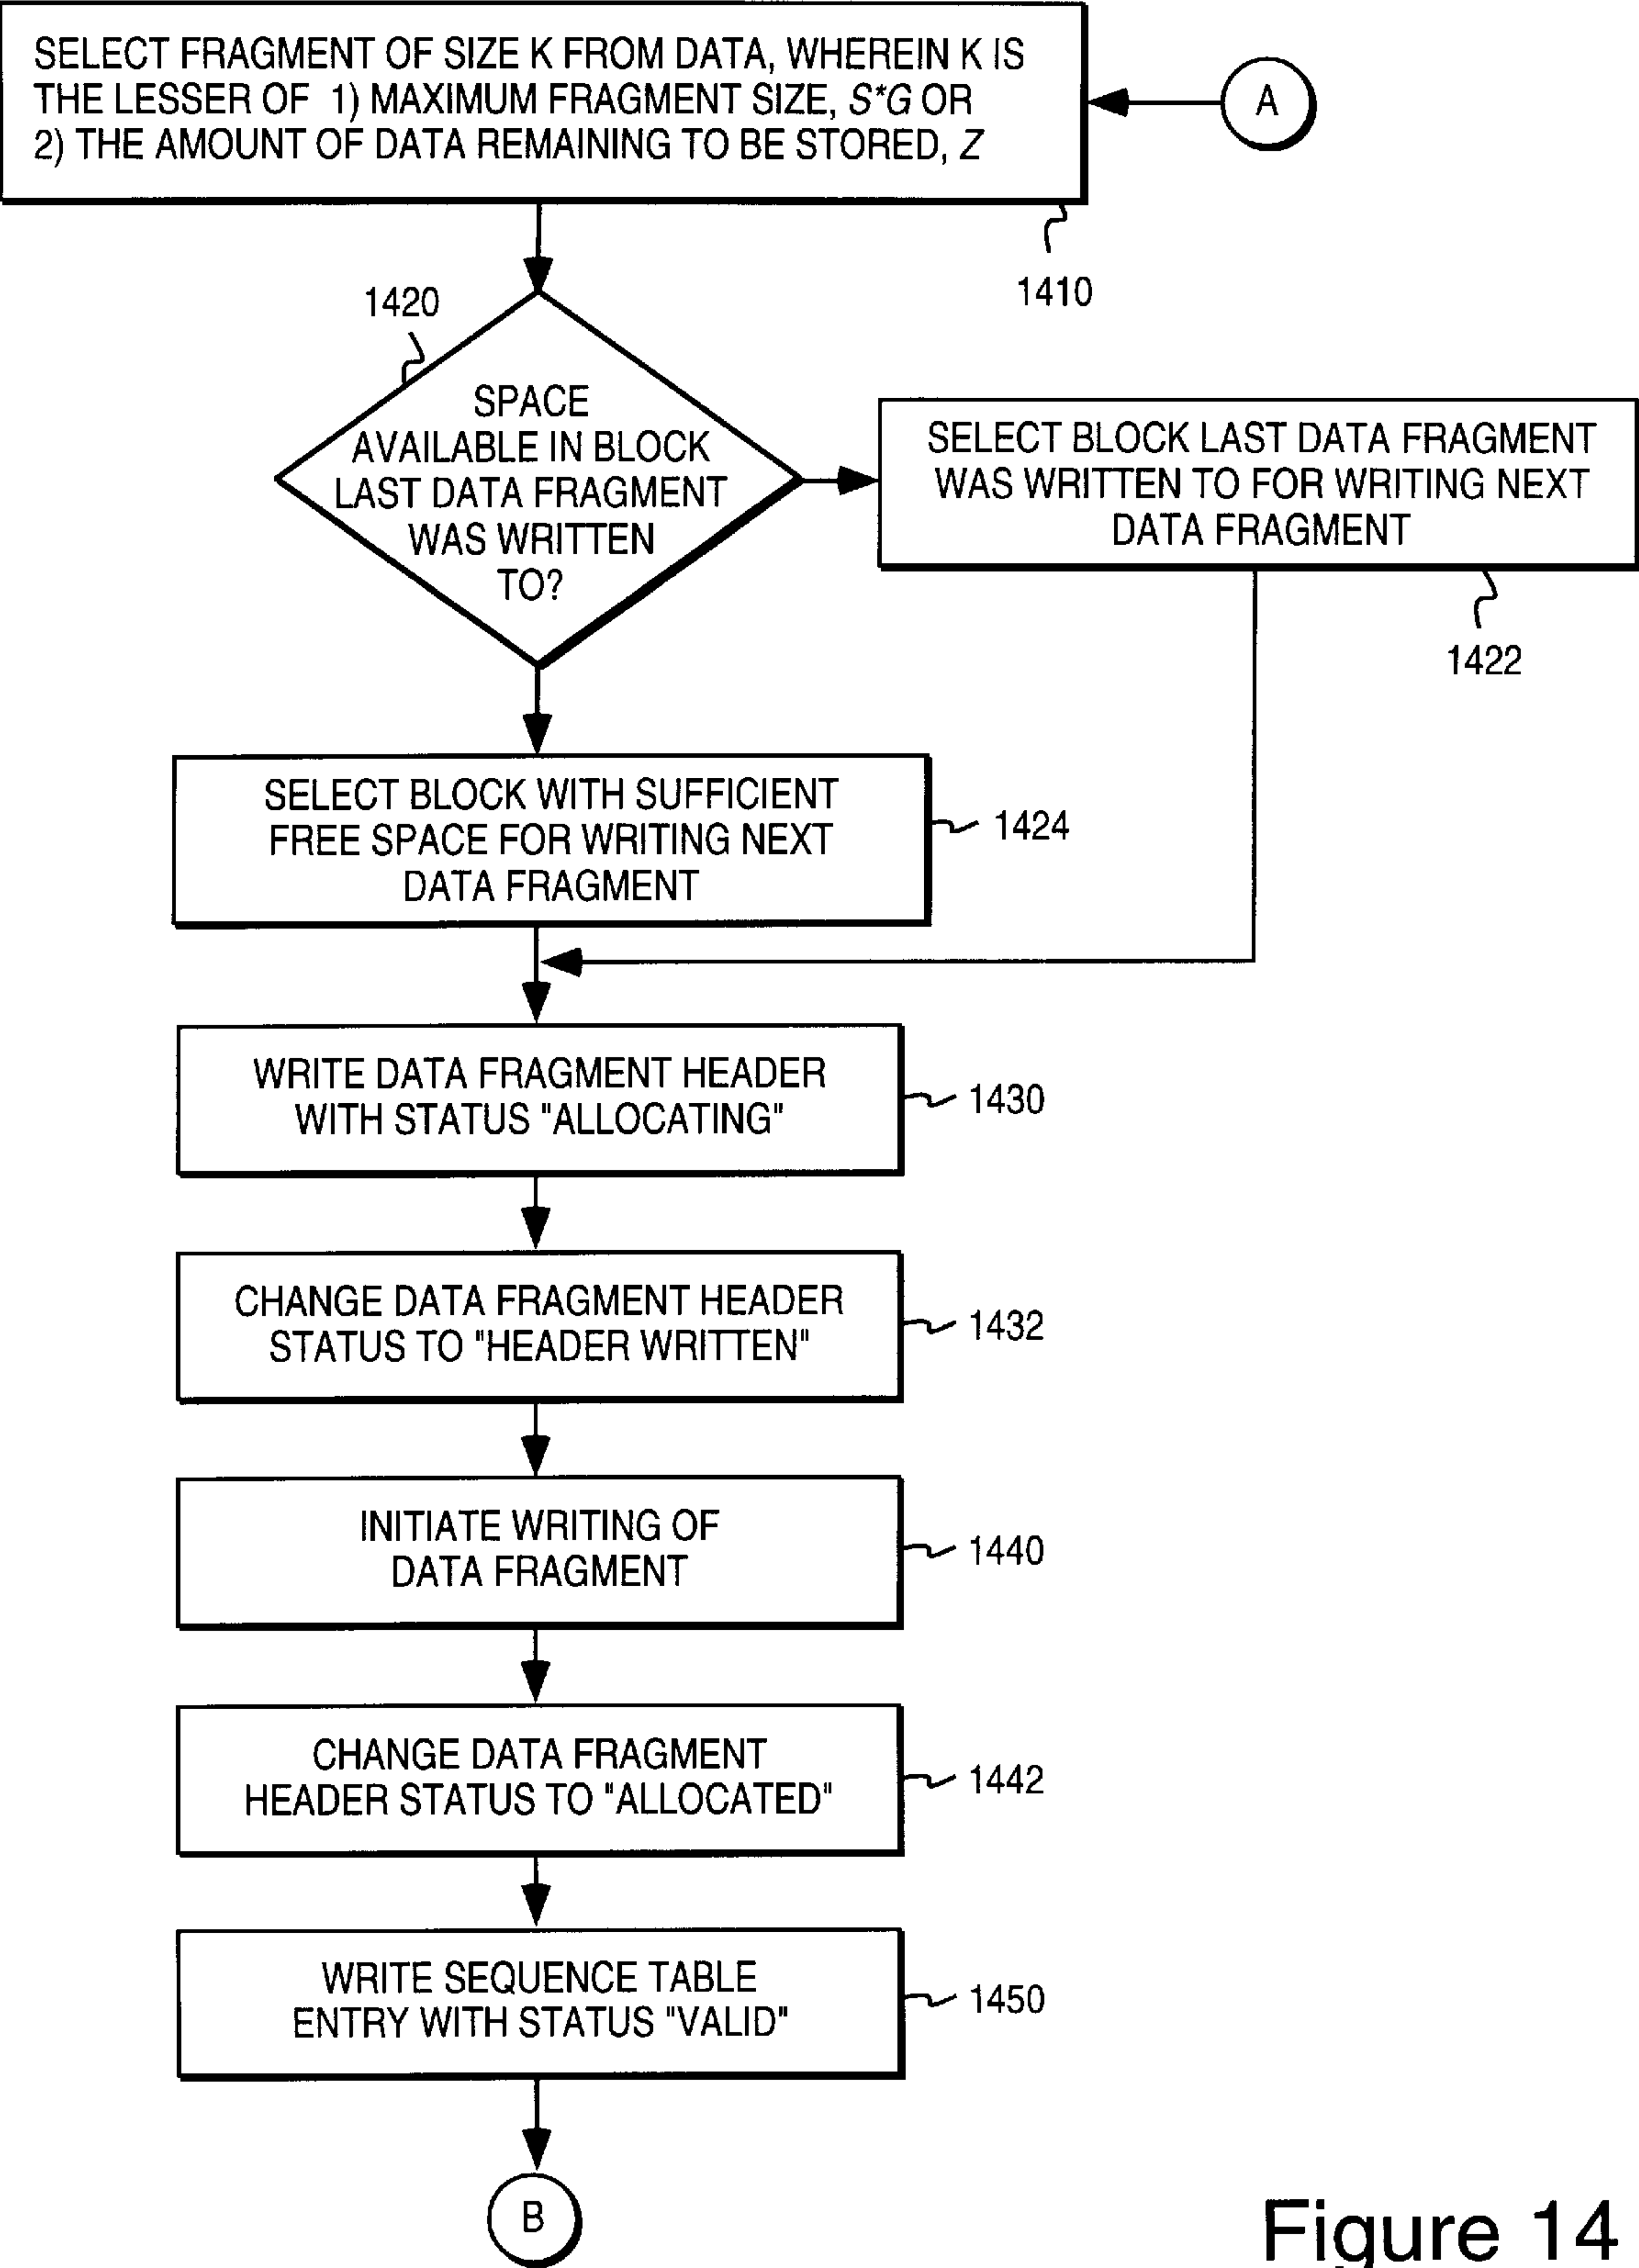 SELECT FRAGMENT OF SIZE K FROM DATA, WHEREIN K IS
THE LESSER OF 1) MAXIMUM FRAGMENT SIZE, S*G OR
2) THE AMOUNT OF DATA REMAINING TO BE STORED, Z
A
1410
1420
SPACE
AVAILABLE IN BLOCK
LAST DATA FRAGMENT
WAS WRITTEN
TO?
SELECT BLOCK LAST DATA FRAGMENT
WAS WRITTEN TO FOR WRITING NEXT
DATA FRAGMENT
1422
SELECT BLOCK WITH SUFFICIENT
FREE SPACE FOR WRITING NEXT
DATA FRAGMENT
1424
WRITE DATA FRAGMENT HEADER
WITH STATUS "ALLOCATING"
1430
CHANGE DATA FRAGMENT HEADER
STATUS TO "HEADER WRITTEN"
1432
INITIATE WRITING OF
DATA FRAGMENT
1440
CHANGE DATA FRAGMENT
HEADER STATUS TO "ALLOCATED"
1442
WRITE SEQUENCE TABLE
ENTRY WITH STATUS "VALID"
1450
B
Figure 14